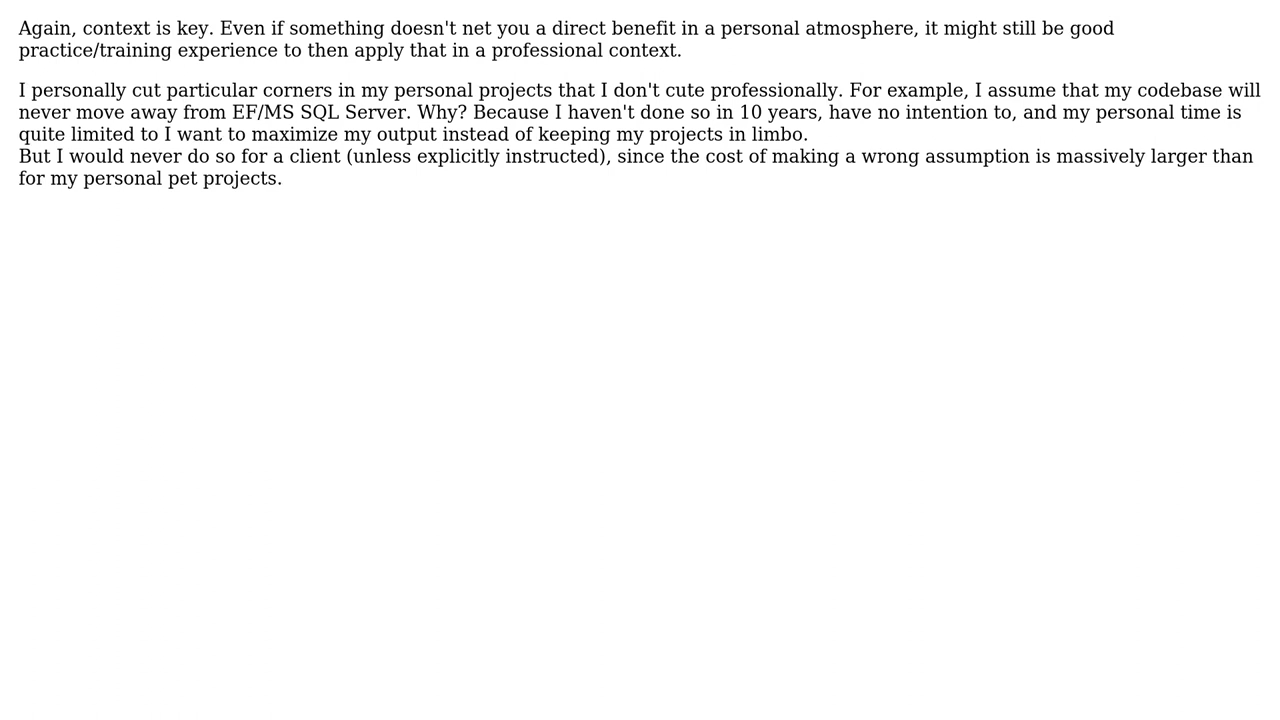 Again, context is key. Even if something doesn't net you a direct benefit in a personal atmosphere, it might still be good
practice/training experience to then apply that in a professional context.
I personally cut particular corners in my personal projects that I don't cute professionally. For example, I assume that my codebase will
never move away from EF/MS SQL Server. Why? Because I haven't done so in 10 years, have no intention to, and my personal time is
quite limited to I want to maximize my output instead of keeping my projects in limbo.
But I would never do so for a client (unless explicitly instructed), since the cost of making a wrong assumption is massively larger than
for my personal pet projects.